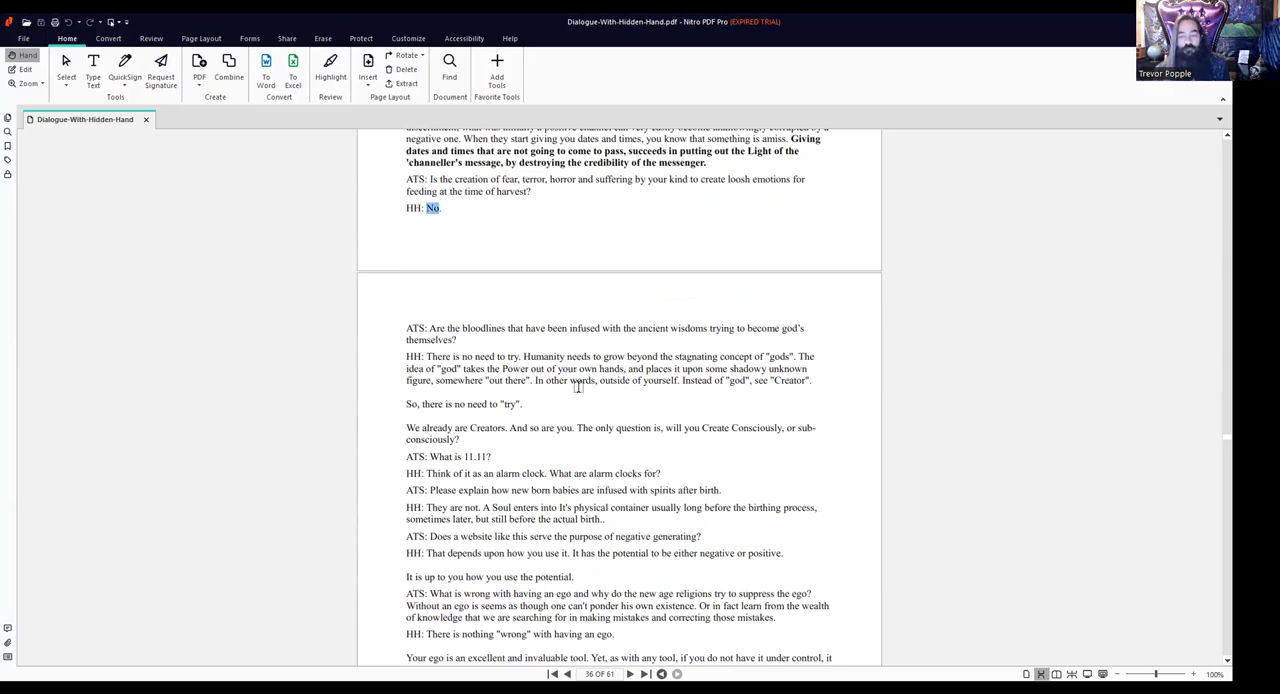 Dialogue-With-Hidden-Hand.pdf - Nitro PDF Pro (EXPIRED TRIAL)
File Home Convert Review Page Layout Forms Share Erase Protect Customize Accessibility Help
Hand
Edit
Zoom
Select
Type Text
QuickSign
Request Signature
Tools
PDF
Combine
Create
To Word
To Excel
Convert
Highlight
Review
Insert
Rotate
Delete
Extract
Page Layout
Find
Document
Add Tools
Favorite Tools
Trevor Popple
Dialogue-With-Hidden-Hand
negative one. When they start giving you dates and times, you know that something is amiss. Giving
dates and times that are not going to come to pass, succeeds in putting out the Light of the
'channeller's message, by destroying the credibility of the messenger.
ATS: Is the creation of fear, terror, horror and suffering by your kind to create loosh emotions for
feeding at the time of harvest?
HH: No.
ATS: Are the bloodlines that have been infused with the ancient wisdoms trying to become god's
themselves?
HH: There is no need to try. Humanity needs to grow beyond the stagnating concept of "gods". The
idea of "god" takes the Power out of your own hands, and places it upon some shadowy unknown
figure, somewhere "out there". In other words, outside of yourself. Instead of "god", see "Creator".
So, there is no need to "try".
We already are Creators. And so are you. The only question is, will you Create Consciously, or sub-
consciously?
ATS: What is 11.11?
HH: Think of it as an alarm clock. What are alarm clocks for?
ATS: Please explain how new born babies are infused with spirits after birth.
HH: They are not. A Soul enters into It's physical container usually long before the birthing process,
sometimes later, but still before the actual birth..
ATS: Does a website like this serve the purpose of negative generating?
HH: That depends upon how you use it. It has the potential to be either negative or positive.
It is up to you how you use the potential.
ATS: What is wrong with having an ego and why do the new age religions try to suppress the ego?
Without an ego is seems as though one can't ponder his own existence. Or in fact learn from the wealth
of knowledge that we are searching for in making mistakes and correcting those mistakes.
HH: There is nothing "wrong" with having an ego.
Your ego is an excellent and invaluable tool. Yet, as with any tool, if you do not have it under control, it
36 OF 61
100%